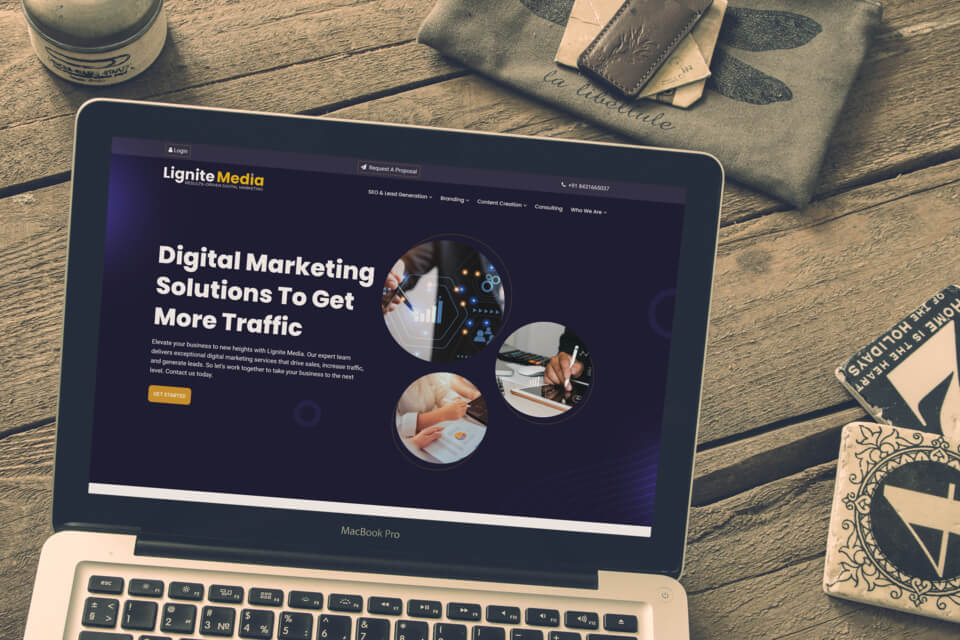 la libellule
Login
Request A Proposal
+91 8431665037
Lignite Media
RESULTS-DRIVEN DIGITAL MARKETING
SEO & Lead Generation
Branding
Content Creation
Consulting
Who We Are
Digital Marketing
Solutions To Get
More Traffic
Elevate your business to new heights with Lignite Media. Our expert team
delivers exceptional digital marketing services that drive sales, increase traffic,
and generate leads. So let's work together to take your business to the next
level. Contact us today.
GET STARTED
HOME IS THE HEART
OF THE HOLIDAYS
MacBook Pro
esc